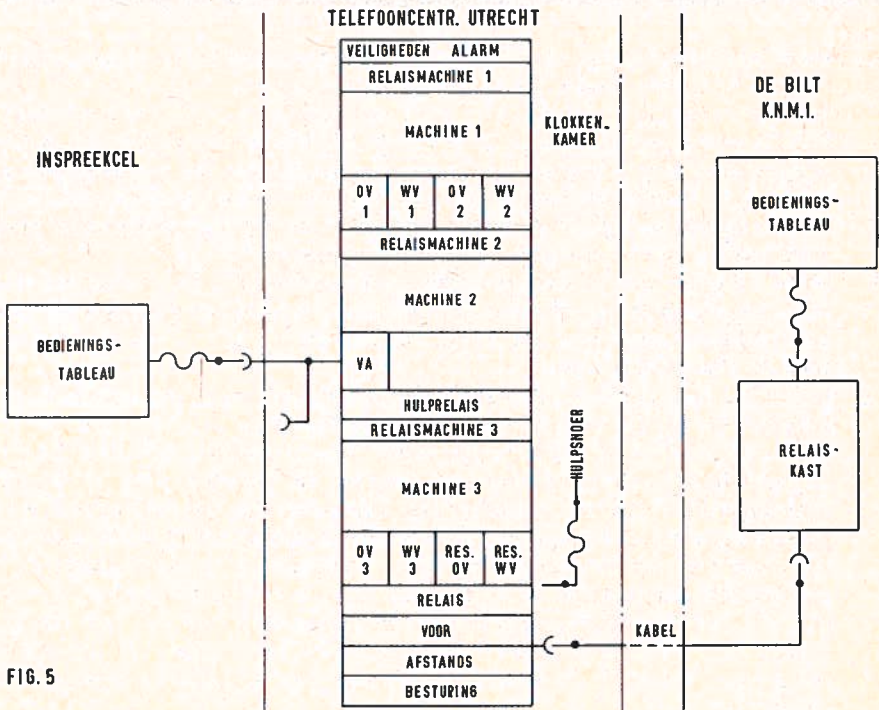 TELEFOONCENTR. UTRECHT
VEILIGHEDEN ALARM
RELAISMACHINE 1
MACHINE 1
KLOKKEN-
KAMER
DE BILT
K.N.M.I.
INSPREEKCEL
OV
1
WV
1
OV
2
WV
2
BEDIENINGS-
TABLEAU
RELAISMACHINE 2
MACHINE 2
BEDIENINGS-
TABLEAU
VA
HULPRELAIS
RELAISMACHINE 3
HULPSNOER
MACHINE 3
RELAIS-
KAST
OV
3
WV
3
RES.
OV
RES.
WV
RELAIS
VOOR
KABEL
AFSTANDS
BESTURING
FIG. 5